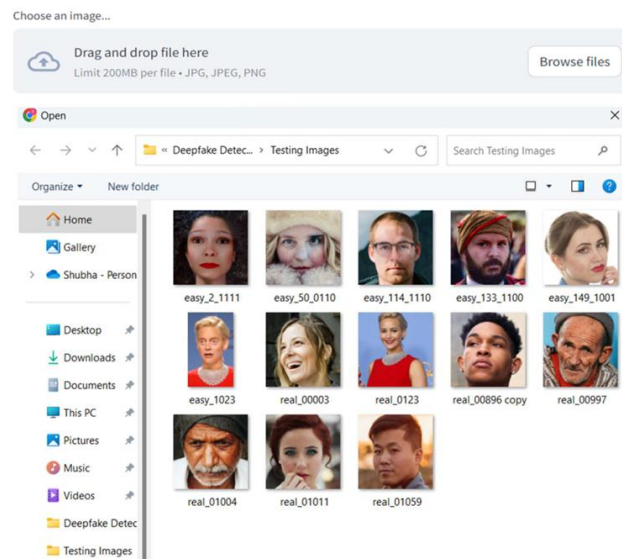 Choose an image...
Drag and drop file here
Limit 200MB per file • JPG, JPEG, PNG
Browse files
Open
« Deepfake Detec... > Testing Images
Search Testing Images
Organize
New folder
Home
Gallery
Shubha - Person
Desktop
Downloads
Documents
This PC
Pictures
Music
Videos
Deepfake Detec
Testing Images
easy_2_1111
easy_50_0110
easy_114_1110
easy_133_1100
easy_149_1001
easy_1023
real_00003
real_0123
real_00896 copy
real_00997
real_01004
real_01011
real_01059